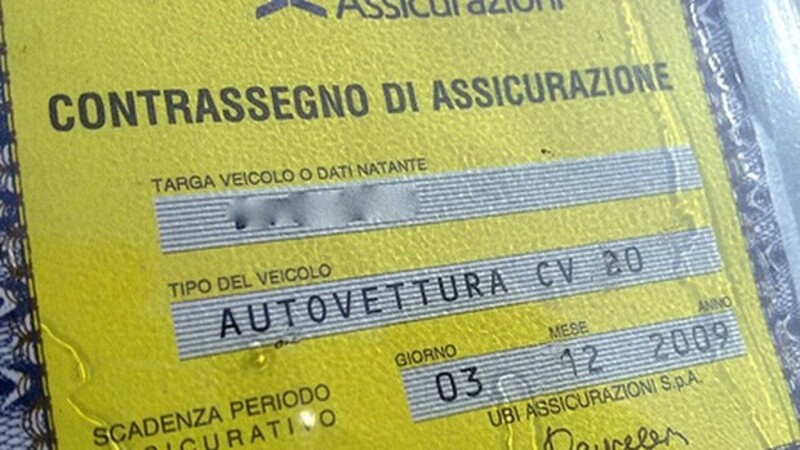 Assicurazioni
CONTRASSEGNO DI ASSICURAZIONE
TARGA VEICOLO O DATI NATANTE
TIPO DEL VEICOLO
AUTOVETTURA CV 20
GIORNO MESE ANNO
03 12 2009
SCADENZA PERIODO
UBI ASSICURAZIONI S.p.A.